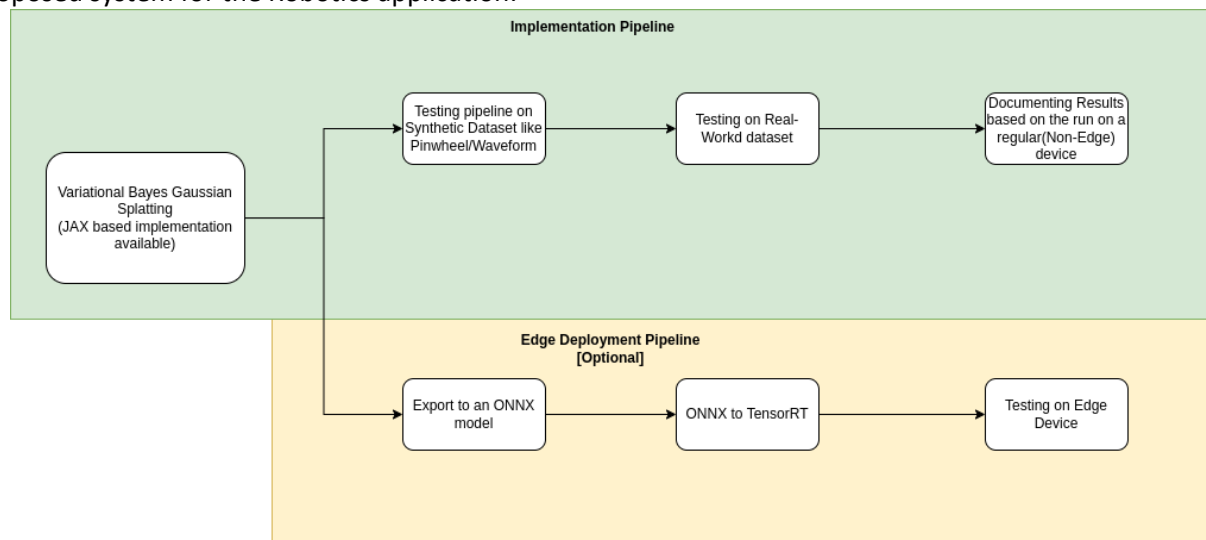 posed system for the Robotics application.
Implementation Pipeline
Variational Bayes Gaussian
Splatting
(JAX based implementation
available)
Testing pipeline on
Synthetic Dataset like
Pinwheel/Waveform
Testing on Real-
Workd dataset
Documenting Results
based on the run on a
regular(Non-Edge)
device
Edge Deployment Pipeline
[Optional]
Export to an ONNX
model
ONNX to TensorRT
Testing on Edge
Device